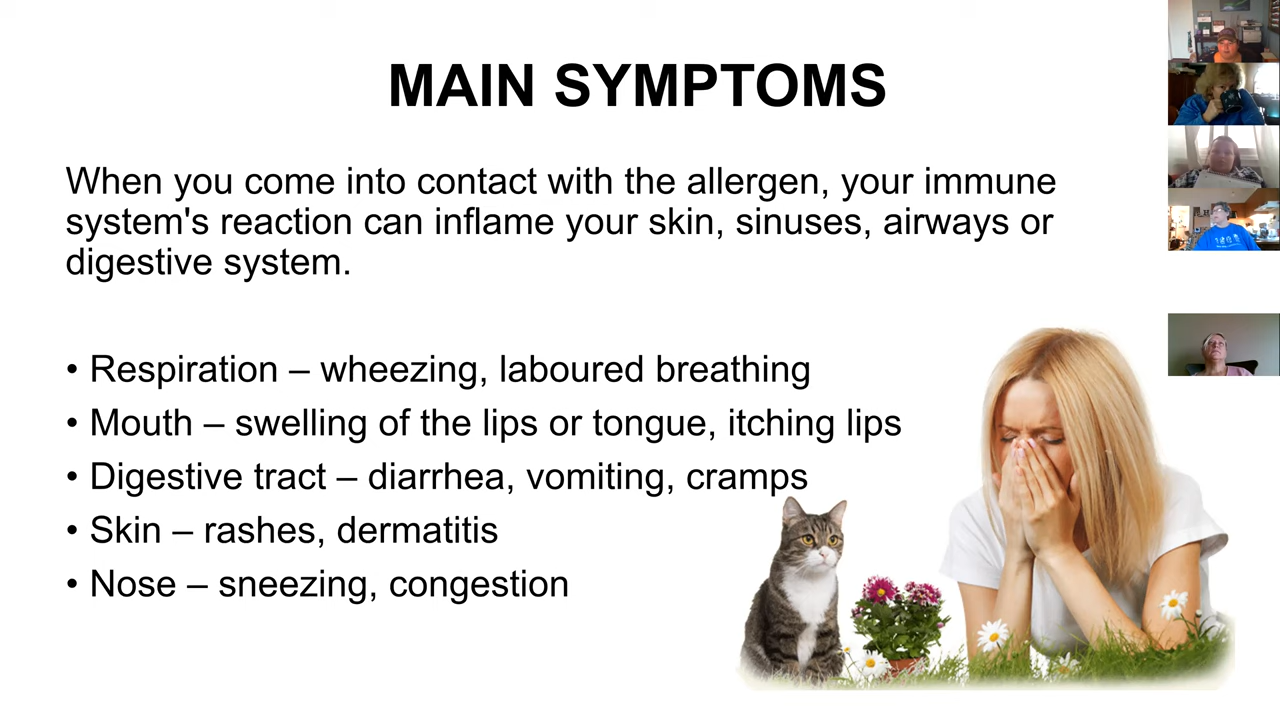 MAIN SYMPTOMS
When you come into contact with the allergen, your immune
system's reaction can inflame your skin, sinuses, airways or
digestive system.
• Respiration – wheezing, laboured breathing
• Mouth – swelling of the lips or tongue, itching lips
• Digestive tract – diarrhea, vomiting, cramps
• Skin – rashes, dermatitis
• Nose – sneezing, congestion